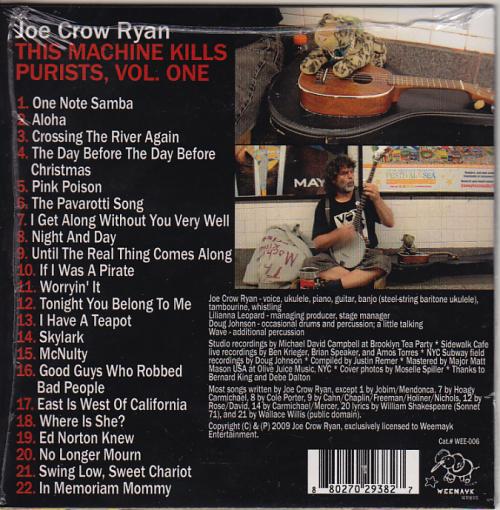 Joe Crow Ryan
THIS MACHINE KILLS
PURISTS, VOL. ONE
1. One Note Samba
2. Aloha
3. Crossing The River Again
4. The Day Before The Day Before
Christmas
5. Pink Poison
6. The Pavarotti Song
7. I Get Along Without You Very Well
8. Night And Day
9. Until The Real Thing Comes Along
10. If I Was A Pirate
11. Worryin' It
12. Tonight You Belong To Me
13. I Have A Teapot
14. Skylark
15. McNulty
16. Good Guys Who Robbed
Bad People
17. East Is West Of California
18. Where Is She?
19. Ed Norton Knew
20. No Longer Mourn
21. Swing Low, Sweet Chariot
22. In Memoriam Mommy
MAY
Joe Crow Ryan - voice, ukulele, piano, guitar, banjo (steel-string baritone ukulele),
tambourine, whistling
Lilianna Leopard - managing producer, stage manager
Doug Johnson - occasional drums and percussion; a little talking
Wave - additional percussion
Studio recordings by Michael David Campbell at Brooklyn Tea Party * Sidewalk Cafe
live recordings by Ben Krieger, Brian Speaker, and Amos Torres * NYC Subway field
recordings by Doug Johnson * Compiled by Justin Remer * Mastered by Major Matt
Mason USA at Olive Juice Music, NYC * Cover photos by Moselle Spiller * Thanks to
Bernard King and Debe Dalton
Most songs written by Joe Crow Ryan, except 1 by Jobim/Mendonca, 7 by Hoagy
Carmichael, 8 by Cole Porter, 9 by Cahn/Chaplin/Freeman/Holiner/Nichols, 12 by
Rose/David, 14 by Carmichael/Mercer, 20 lyrics by William Shakespeare (Sonnet
71), and 21 by Wallace Willis (public domain).
Copyright (C) & (P) 2009 Joe Crow Ryan, exclusively licensed to Weemayk
Entertainment.
Cat.# WEE-006
8 80270 29382 7
WEEMAYK